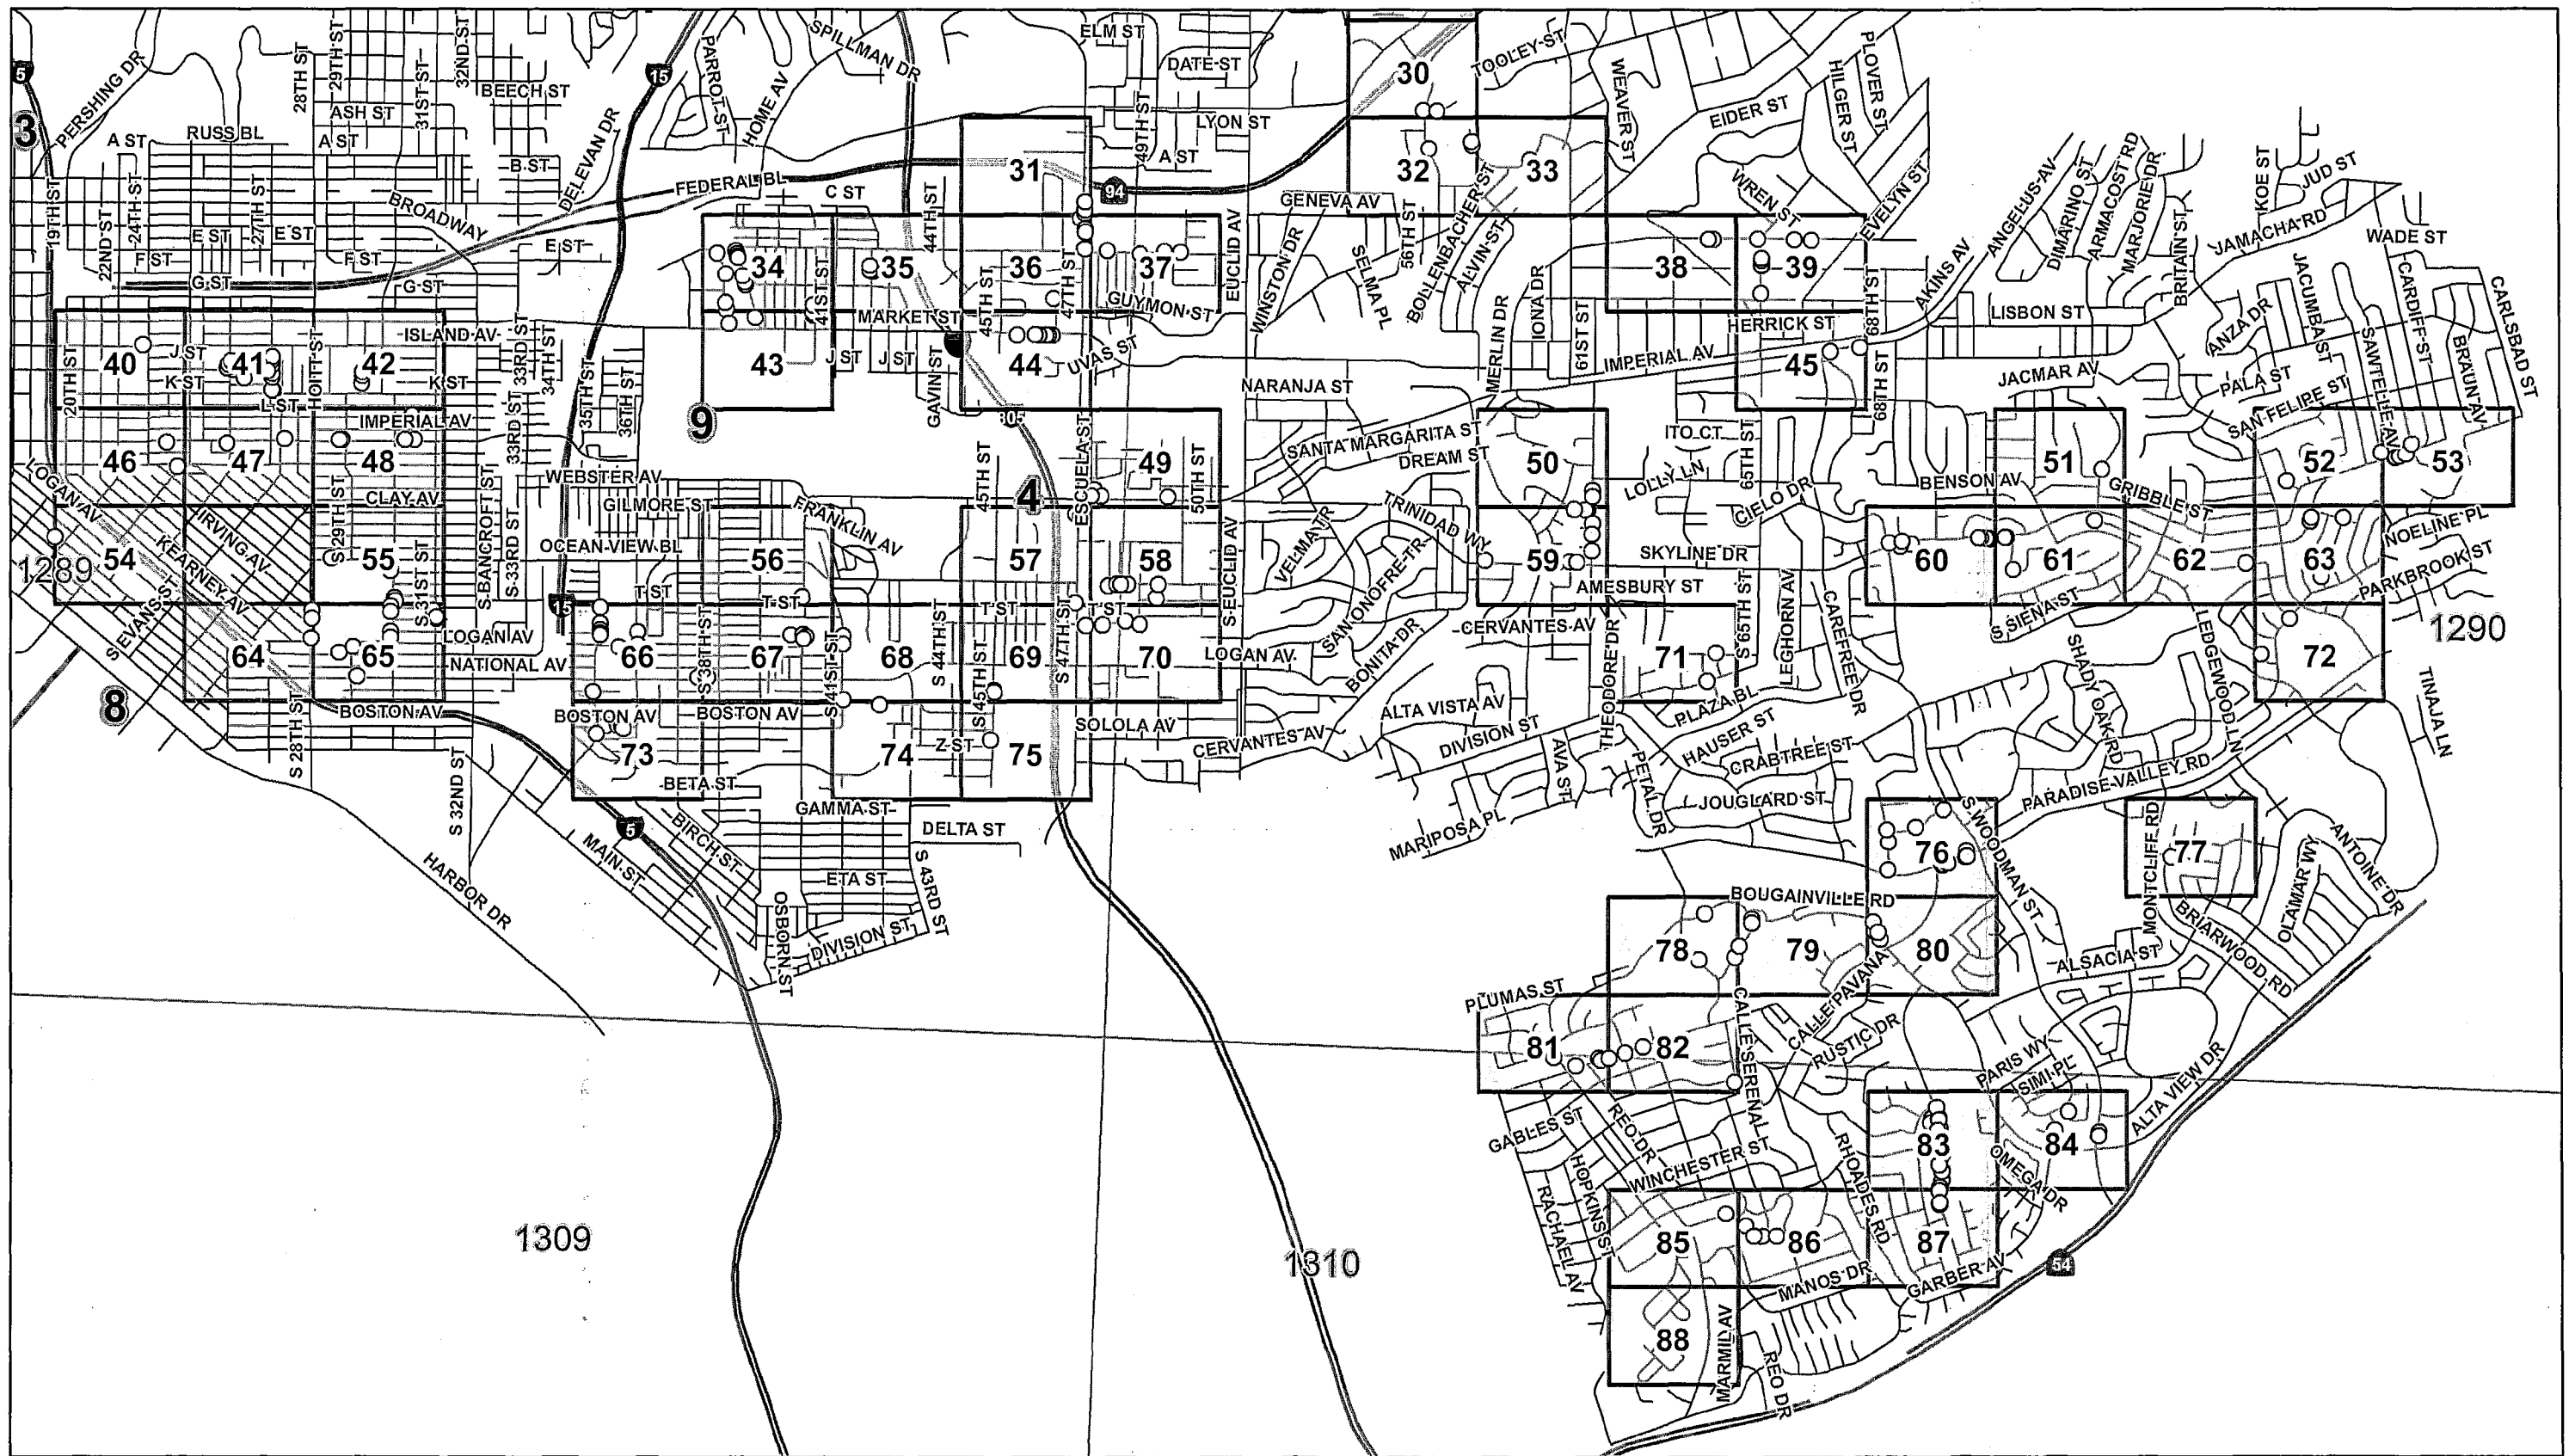 ELM ST
SPILLMAN DR
PARROT ST
HOME AV
DATE ST
30
TOOLEY ST
WEAVER ST
PLOVER ST
HILGER ST
EIDER ST
5
15
PERSHING DR
28TH ST
29TH ST
31ST ST
32ND ST
BEECH ST
ASH ST
3
RUSS BL
A ST
A ST
B ST
DELEVAN DR
LYON ST
49TH ST
A ST
31
94
32
33
WREN ST
EVELYN ST
ANGELUS AV
DIMARINO ST
ARMACOST RD
MARJORIE DR
KOE ST
JUD ST
FEDERAL BL
C ST
44TH ST
GENEVA AV
BOLLENBACHER ST
19TH ST
22ND ST
24TH ST
27TH ST
BROADWAY
E ST
E ST
E ST
F ST
F ST
G ST
G ST
34
35
36
37
38
39
41ST ST
45TH ST
47TH ST
EUCLID AV
WINSTON DR
SELMA PL
56TH ST
ALVIN ST
MERLIN DR
IONA DR
61ST ST
68TH ST
AKINS AV
BRITAIN ST
JAMACHA RD
WADE ST
JACUMBA ST
CARDIFF ST
CARLSBAD ST
GUYMON ST
MARKET ST
ISLAND AV
HERRICK ST
LISBON ST
ANZA DR
SAWTELLE AV
BRAUN AV
40
41
42
43
44
45
20TH ST
J ST
K ST
K ST
L ST
HOITT ST
33RD ST
34TH ST
35TH ST
36TH ST
J ST
J ST
GAVIN ST
UVAS ST
IMPERIAL AV
NARANJA ST
68TH ST
JACMAR AV
PALA ST
SAN FELIPE ST
9
IMPERIAL AV
46
47
48
49
50
51
52
53
33RD ST
S BANCROFT ST
WEBSTER AV
CLAY AV
GILMORE ST
FRANKLIN AV
45TH ST
4
ESCUELA ST
50TH ST
SANTA MARGARITA ST
DREAM ST
TRINIDAD WY
ITO CT
65TH ST
LOLLY LN
CIELO DR
BENSON AV
GRIBBLE ST
NOELINE PL
PARKBROOK ST
LOGAN AV
IRVING AV
KEARNEY AV
S EVANS ST
S 29TH ST
S 31ST ST
S 33RD ST
OCEAN VIEW BL
1289
54
55
56
57
58
59
60
61
62
63
S EUCLID AV
VELMA TR
SAN ONOFRE TR
SKYLINE DR
AMESBURY ST
S SIENA ST
1290
15
T ST
T ST
T ST
T ST
LOGAN AV
NATIONAL AV
S 38TH ST
S 41ST ST
S 44TH ST
S 45TH ST
S 47TH ST
LOGAN AV
BONITA DR
CERVANTES AV
THEODORE DR
S 65TH ST
LEGHORN AV
CAREFREE DR
SHADY OAK RD
LEDGEWOOD LN
TINAJA LN
64
65
66
67
68
69
70
71
72
8
S 28TH ST
BOSTON AV
BOSTON AV
BOSTON AV
SOLOLA AV
CERVANTES AV
ALTA VISTA AV
DIVISION ST
PLAZA BL
HAUSER ST
CRABTREE ST
AVA ST
PETAL DR
JOUGLARD ST
MARIPOSA PL
PARADISE VALLEY RD
73
74
75
Z ST
BETA ST
GAMMA ST
DELTA ST
S 32ND ST
5
BIRCH ST
MAIN ST
ETA ST
S 43RD ST
HARBOR DR
OSBORN ST
DIVISION ST
76
77
S WOODMAN ST
MONTCLIFF RD
ANTOINE DR
OLAMAR WY
BRIARWOOD RD
BOUGAINVILLE RD
78
79
80
ALSACIA ST
PLUMAS ST
CALLE PAVANA
CALLE SERENA
RUSTIC DR
81
82
PARIS WY
SIMI PL
ALTA VIEW DR
GABLES ST
REO DR
WINCHESTER ST
HOPKINS ST
RACHAEL AV
RHOADES RD
OMEGA DR
83
84
1309
1310
85
86
87
54
MANOS DR
GARBER AV
88
MARMIL AV
REO DR